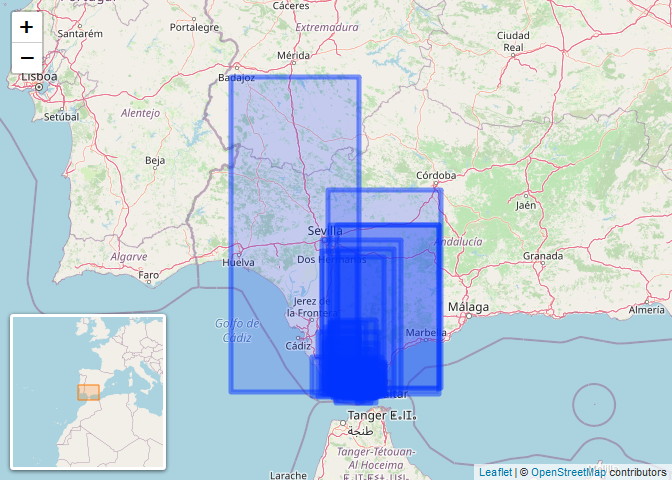 Cáceres
Portalegre
Extremadura
Santarém
Ciudad
Real
+
−
Mérida
Lisboa
Badajoz
Setúbal
Alentejo
Córdoba
Beja
Jaén
Sevilla
Andalucía
Algarve
Huelva
Dos Hermanas
Granada
Faro
Jerez de
la Frontera
Málaga
Almería
Golfo de
Cádiz
Marbella
Cádiz
Tanger ⵟⵏⵊ
طنجة
Tanger-Tétouan-
Al Hoceima
Larache
Leaflet | © OpenStreetMap contributors